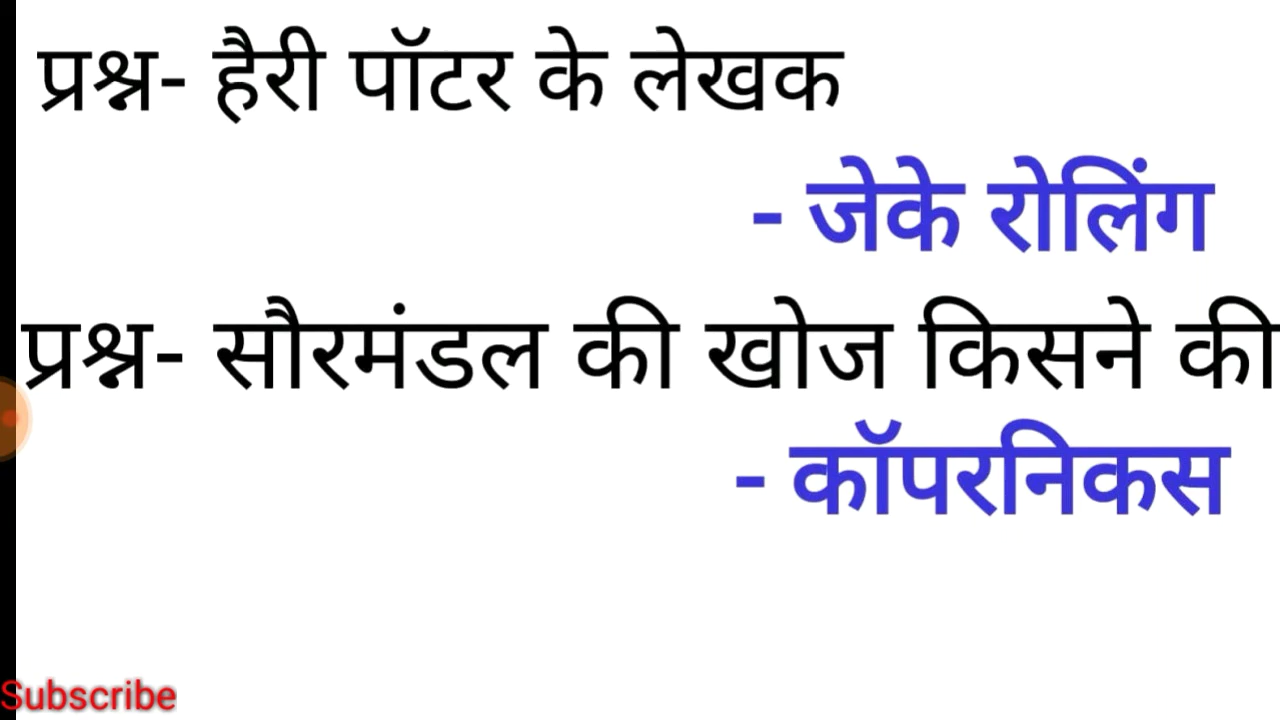 प्रश्न- हैरी पॉटर के लेखक
- जेके रोलिंग
प्रश्न- सौरमंडल की खोज किसने की
- कॉपरनिकस
Subscribe